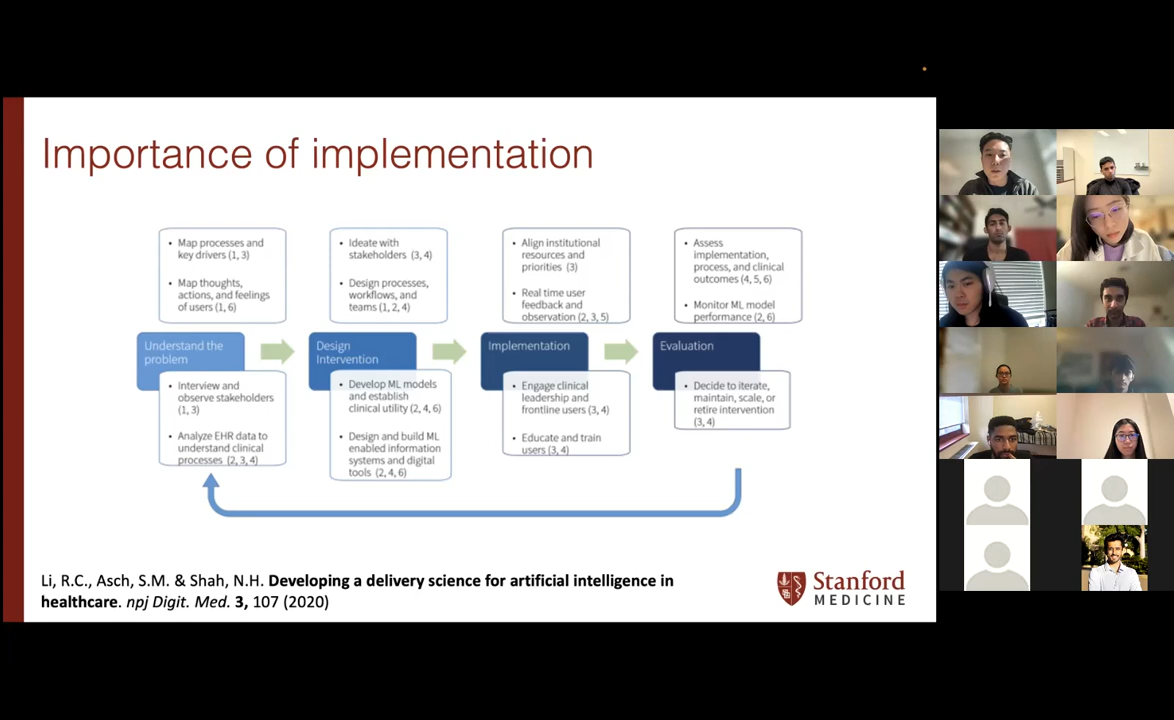 Importance of implementation
• Map processes and
key drivers (1, 3)
• Map thoughts,
actions, and feelings
of users (1, 6)
Understand the
problem
• Interview and
observe stakeholders
(1, 3)
• Analyze EHR data to
understand clinical
processes (2, 3, 4)
• Ideate with
stakeholders (3, 4)
• Design processes,
workflows, and
teams (1, 2, 4)
Design
Intervention
• Develop ML models
and establish
clinical utility (2, 4, 6)
• Design and build ML
enabled information
systems and digital
tools (2, 4, 6)
• Align institutional
resources and
priorities (3)
• Real time user
feedback and
observation (2, 3, 5)
Implementation
• Engage clinical
leadership and
frontline users (3, 4)
• Educate and train
users (3, 4)
• Assess
implementation,
process, and clinical
outcomes (4, 5, 6)
• Monitor ML model
performance (2, 6)
Evaluation
• Decide to iterate,
maintain, scale, or
retire intervention
(3, 4)
Li, R.C., Asch, S.M. & Shah, N.H. Developing a delivery science for artificial intelligence in
healthcare. npj Digit. Med. 3, 107 (2020)
Stanford
MEDICINE